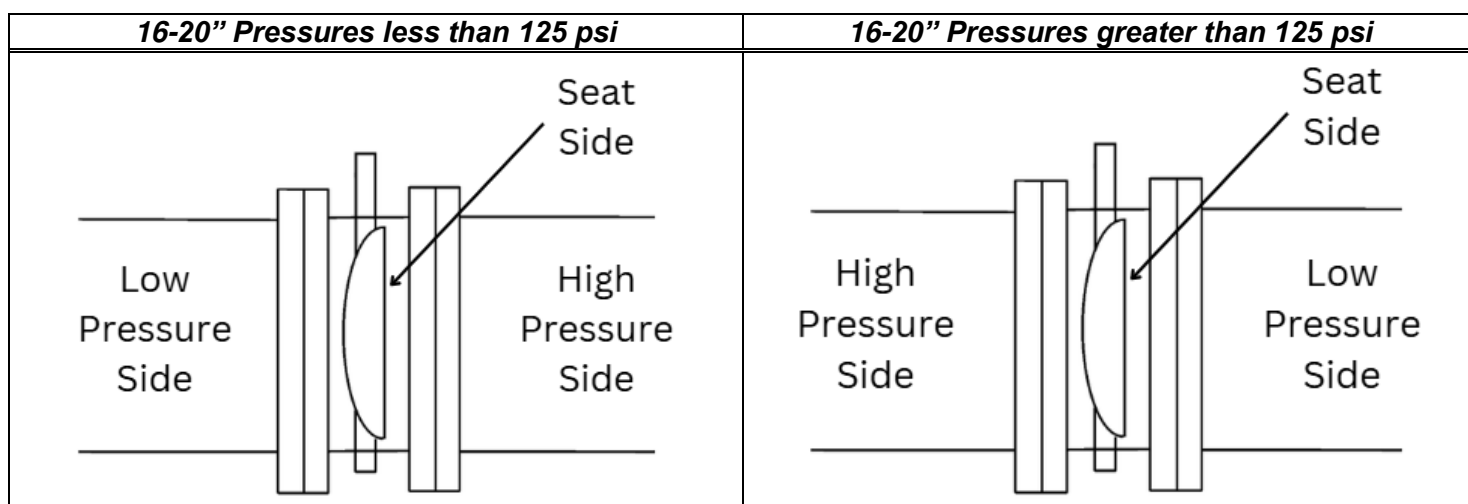 16-20” Pressures less than 125 psi
16-20” Pressures greater than 125 psi
Seat
Side
Low
Pressure
Side
High
Pressure
Side
Seat
Side
High
Pressure
Side
Low
Pressure
Side